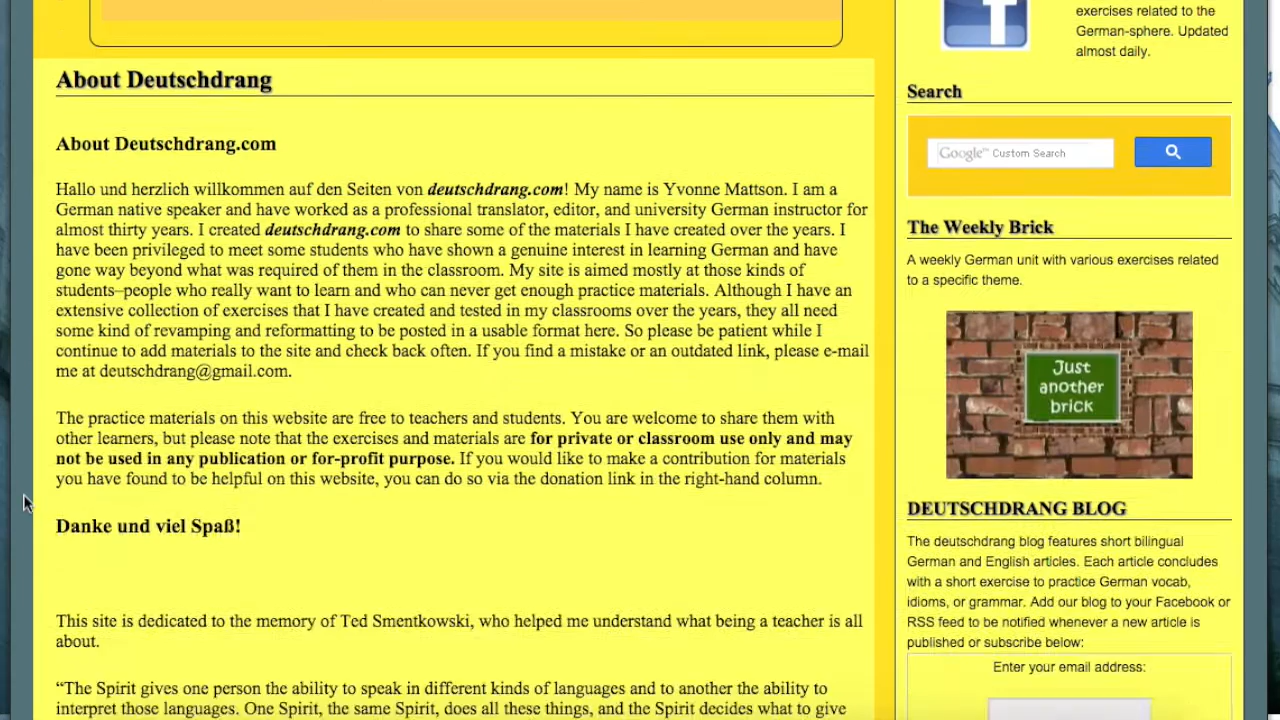 About Deutschdrang
About Deutschdrang.com
Hallo und herzlich willkommen auf den Seiten von deutschdrang.com! My name is Yvonne Mattson. I am a
German native speaker and have worked as a professional translator, editor, and university German instructor for
almost thirty years. I created deutschdrang.com to share some of the materials I have created over the years. I
have been privileged to meet some students who have shown a genuine interest in learning German and have
gone way beyond what was required of them in the classroom. My site is aimed mostly at those kinds of
students–people who really want to learn and who can never get enough practice materials. Although I have an
extensive collection of exercises that I have created and tested in my classrooms over the years, they all need
some kind of revamping and reformatting to be posted in a usable format here. So please be patient while I
continue to add materials to the site and check back often. If you find a mistake or an outdated link, please e-mail
me at deutschdrang@gmail.com.
The practice materials on this website are free to teachers and students. You are welcome to share them with
other learners, but please note that the exercises and materials are for private or classroom use only and may
not be used in any publication or for-profit purpose. If you would like to make a contribution for materials
you have found to be helpful on this website, you can do so via the donation link in the right-hand column.
Danke und viel Spaß!
This site is dedicated to the memory of Ted Smentkowski, who helped me understand what being a teacher is all
about.
“The Spirit gives one person the ability to speak in different kinds of languages and to another the ability to
interpret those languages. One Spirit, the same Spirit, does all these things, and the Spirit decides what to give
exercises related to the
German-sphere. Updated
almost daily.
Search
Google™ Custom Search
The Weekly Brick
A weekly German unit with various exercises related
to a specific theme.
Just
another
brick
DEUTSCHDRANG BLOG
The deutschdrang blog features short bilingual
German and English articles. Each article concludes
with a short exercise to practice German vocab,
idioms, or grammar. Add our blog to your Facebook or
RSS feed to be notified whenever a new article is
published or subscribe below:
Enter your email address: